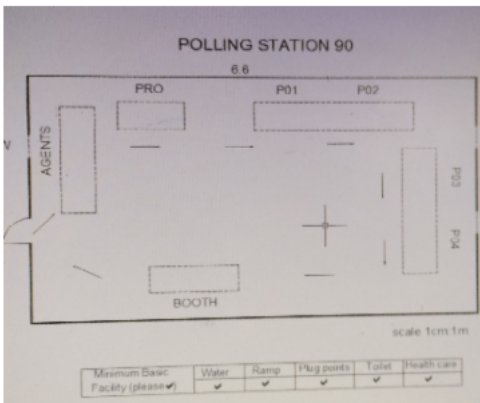 POLLING STATION 90
6.6
PRO P01 P02
AGENTS
P03
P04
BOOTH
scale 1cm:1m
Minimum Basic Facility (please✔) Water Ramp Plug points Toilet Health care
✔ ✔ ✔ ✔ ✔